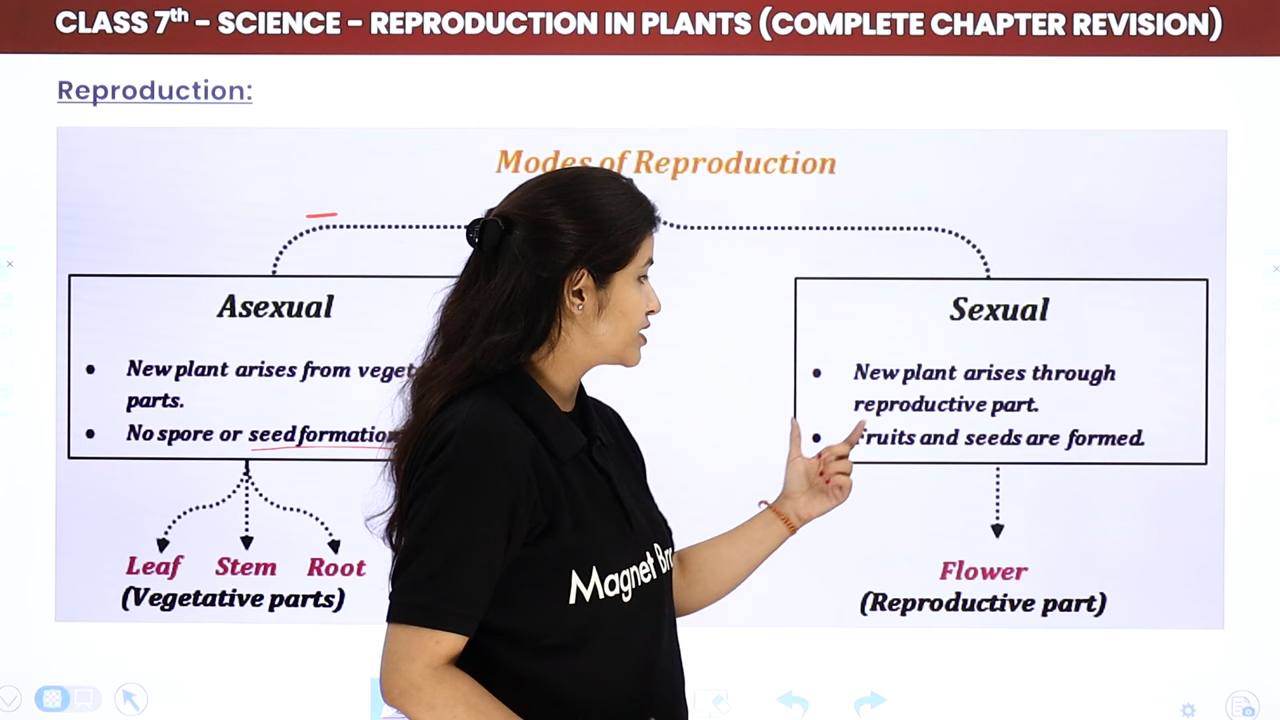 CLASS 7th – SCIENCE – REPRODUCTION IN PLANTS (COMPLETE CHAPTER REVISION)
Reproduction:
Modes of Reproduction
Asexual
• New plant arises from
parts.
• No spore or seed
Leaf Stem Root
(Vegetative parts)
Sexual
• New plant arises through
reproductive part.
• Fruits and seeds are formed.
Flower
(Reproductive part)
Magnet